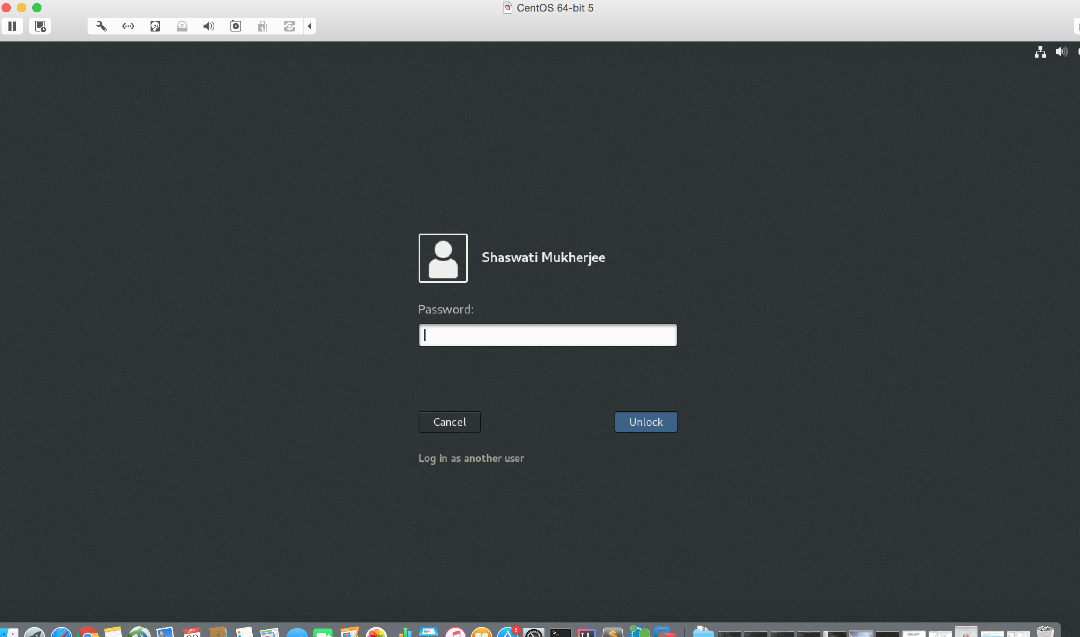 CentOS 64-bit 5
Shaswati Mukherjee
Password:
Cancel
Unlock
Log in as another user